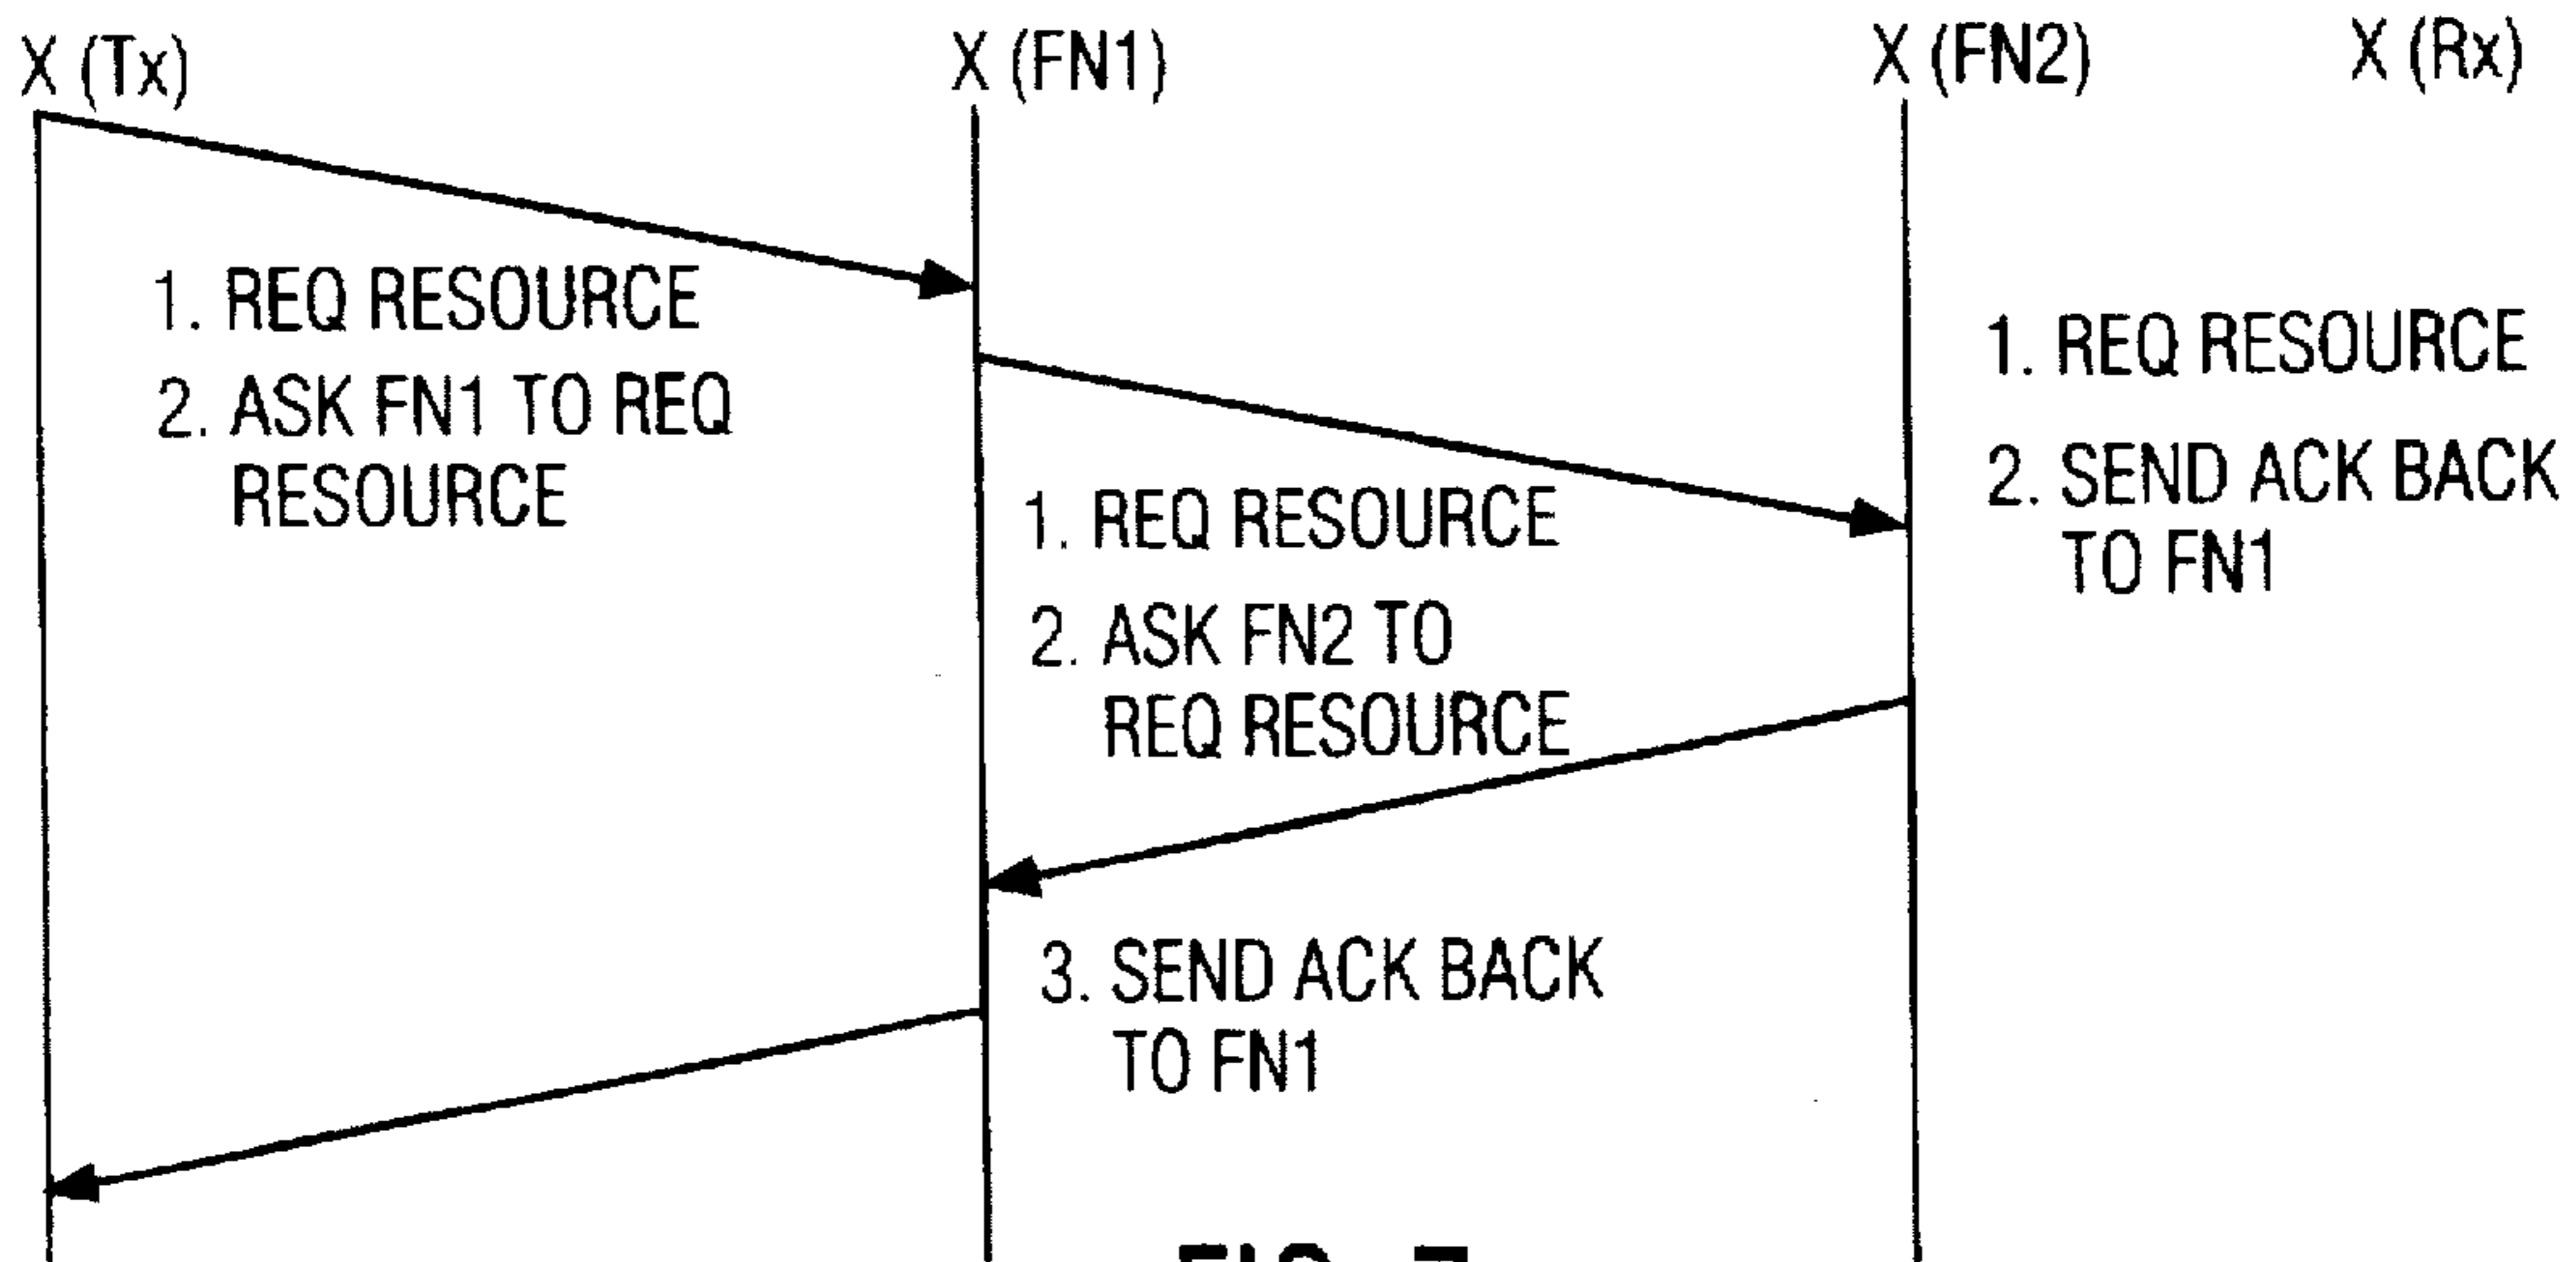 X (Tx) X (FN1) X (FN2) X (Rx)
1. REQ RESOURCE
2. ASK FN1 TO REQ
RESOURCE
1. REQ RESOURCE
2. ASK FN2 TO
REQ RESOURCE
3. SEND ACK BACK
TO FN1
1. REQ RESOURCE
2. SEND ACK BACK
TO FN1